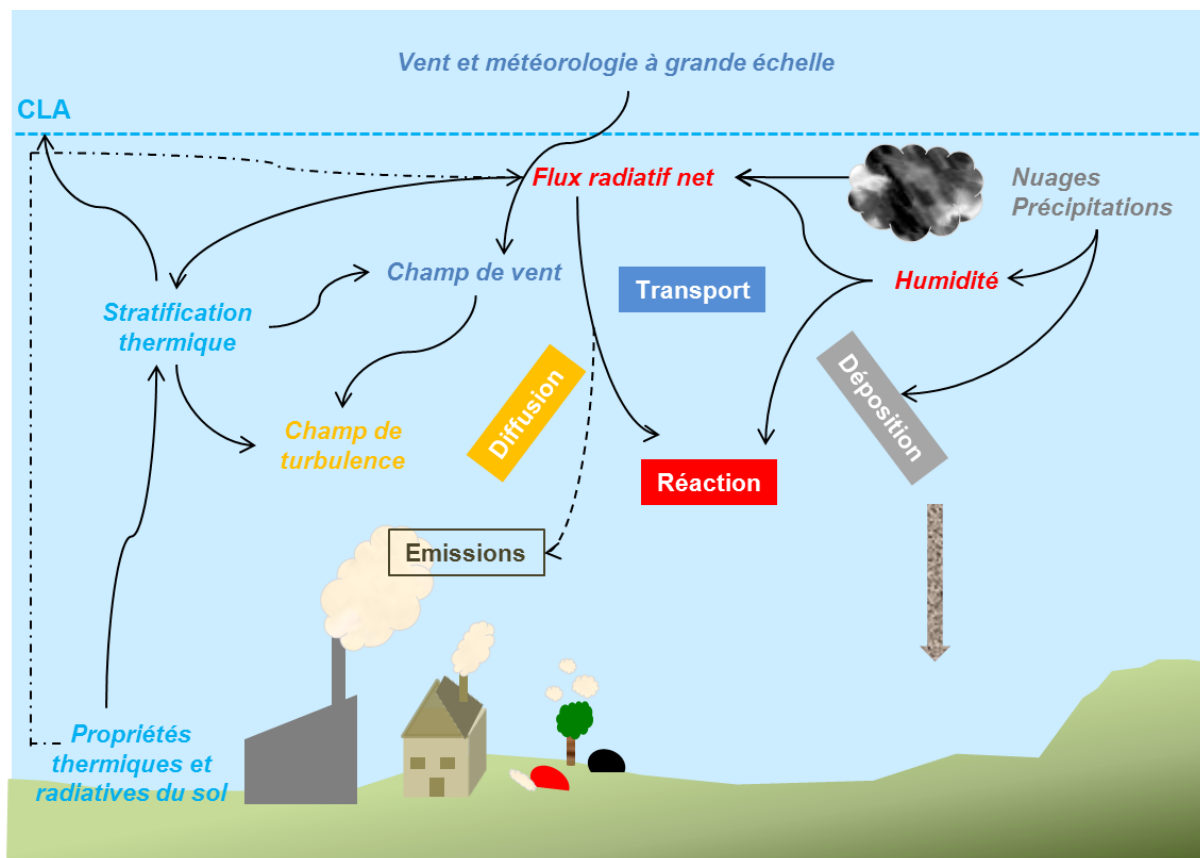 Vent et météorologie à grande échelle
CLA
Flux radiatif net
Nuages
Précipitations
Champ de vent
Transport
Humidité
Stratification
thermique
Diffusion
Déposition
Champ de
turbulence
Réaction
Emissions
Propriétés
thermiques et
radiatives du sol